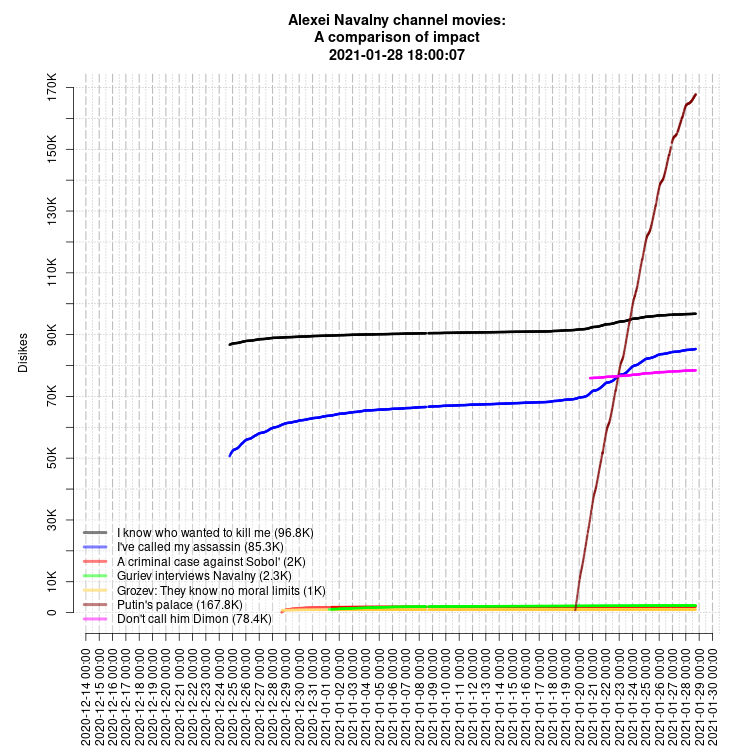 Alexei Navalny channel movies:
A comparison of impact
2021-01-28 18:00:07
Disikes
170K
150K
130K
110K
90K
70K
50K
30K
10K
0
I know who wanted to kill me (96.8K)
I've called my assassin (85.3K)
A criminal case against Sobol' (2K)
Guriev interviews Navalny (2.3K)
Grozev: They know no moral limits (1K)
Putin's palace (167.8K)
Don't call him Dimon (78.4K)
2020-12-14 00:00
2020-12-15 00:00
2020-12-16 00:00
2020-12-17 00:00
2020-12-18 00:00
2020-12-19 00:00
2020-12-20 00:00
2020-12-21 00:00
2020-12-22 00:00
2020-12-23 00:00
2020-12-24 00:00
2020-12-25 00:00
2020-12-26 00:00
2020-12-27 00:00
2020-12-28 00:00
2020-12-29 00:00
2020-12-30 00:00
2020-12-31 00:00
2021-01-01 00:00
2021-01-02 00:00
2021-01-03 00:00
2021-01-04 00:00
2021-01-05 00:00
2021-01-06 00:00
2021-01-07 00:00
2021-01-08 00:00
2021-01-09 00:00
2021-01-10 00:00
2021-01-11 00:00
2021-01-12 00:00
2021-01-13 00:00
2021-01-14 00:00
2021-01-15 00:00
2021-01-16 00:00
2021-01-17 00:00
2021-01-18 00:00
2021-01-19 00:00
2021-01-20 00:00
2021-01-21 00:00
2021-01-22 00:00
2021-01-23 00:00
2021-01-24 00:00
2021-01-25 00:00
2021-01-26 00:00
2021-01-27 00:00
2021-01-28 00:00
2021-01-29 00:00
2021-01-30 00:00